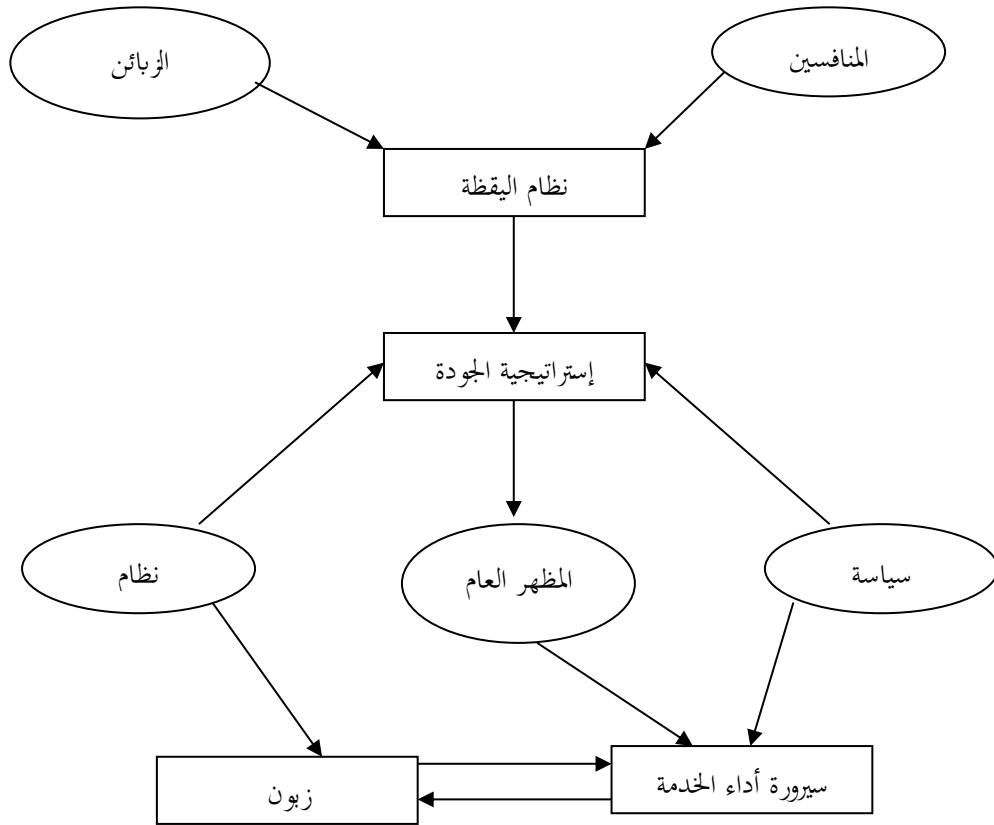 المنافسين
الزبائن
نظام اليقظة
إستراتيجية الجودة
سياسة
المظهر العام
نظام
سيرورة أداء الخدمة
زبون